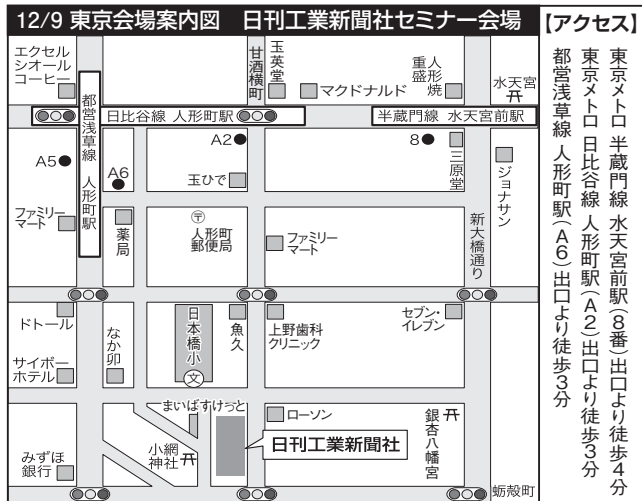 12/9 東京会場案内図　日刊工業新聞社セミナー会場
【アクセス】
東京メトロ 半蔵門線 水天宮前駅(8番)出口より徒歩4分
東京メトロ 日比谷線 人形町駅(A2)出口より徒歩3分
都営浅草線 人形町駅(A6)出口より徒歩3分
エクセル
シオール
コーヒー
甘酒横町
玉英堂
マクドナルド
重盛
人形焼
水天宮
都営浅草線 人形町駅
日比谷線 人形町駅
半蔵門線 水天宮前駅
A5
A6
A2
8
三原堂
ジョナサン
玉ひで
ファミリー
マート
薬局
〒
人形町
郵便局
ファミリー
マート
新大橋通り
ドトール
なか卯
日本橋小
文
魚久
上野歯科
クリニック
セブン-
イレブン
サイボー
ホテル
まいばすけっと
ローソン
銀杏八幡宮
日刊工業新聞社
小網
神社
みずほ
銀行
蛎殻町